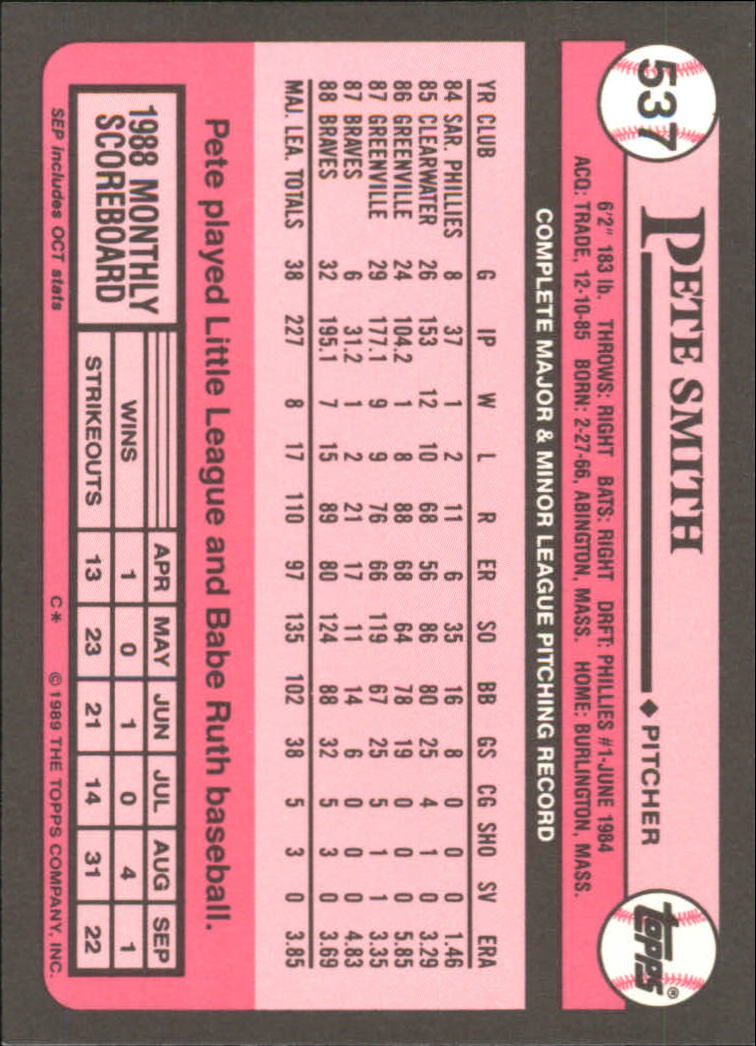 537
PETE SMITH
◆ PITCHER
topps®
6'2" 183 lb. THROWS: RIGHT BATS: RIGHT DRFT: PHILLIES #1-JUNE 1984
ACQ: TRADE, 12-10-85 BORN: 2-27-66, ABINGTON, MASS. HOME: BURLINGTON, MASS.
COMPLETE MAJOR & MINOR LEAGUE PITCHING RECORD
YR CLUB G IP W L R ER SO BB GS CG SHO SV ERA
84 SAR. PHILLIES 8 37 1 2 11 6 35 16 8 0 0 0 1.46
85 CLEARWATER 26 153 12 10 68 56 86 80 25 4 1 0 3.29
86 GREENVILLE 24 104.2 1 8 88 68 64 78 19 0 0 0 5.85
87 GREENVILLE 29 177.1 9 9 76 66 119 67 25 5 1 1 3.35
87 BRAVES 6 31.2 1 2 21 17 11 14 6 0 0 0 4.83
88 BRAVES 32 195.1 7 15 89 80 124 88 32 5 3 0 3.69
MAJ. LEA. TOTALS 38 227 8 17 110 97 135 102 38 5 3 0 3.85
Pete played Little League and Babe Ruth baseball.
1988 MONTHLY
SCOREBOARD
APR MAY JUN JUL AUG SEP
WINS 1 0 1 0 4 1
STRIKEOUTS 13 23 21 14 31 22
SEP includes OCT stats
C* © 1989 THE TOPPS COMPANY, INC.